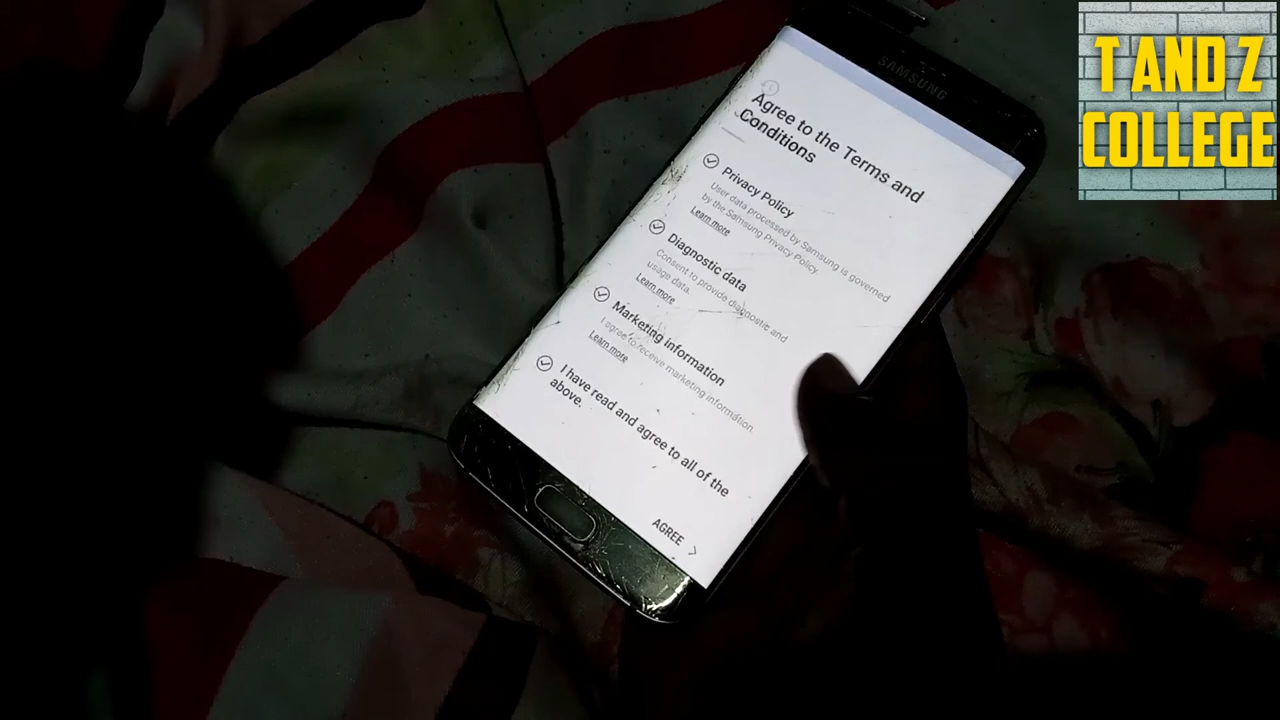 SAMSUNG
T AND Z
COLLEGE
Agree to the Terms and
Conditions
Privacy Policy
User data processed by Samsung is governed
by the Samsung Privacy Policy.
Learn more
Diagnostic data
Consent to provide diagnostic and
usage data.
Learn more
Marketing information
I agree to receive marketing information.
Learn more
I have read and agree to all of the
above.
AGREE